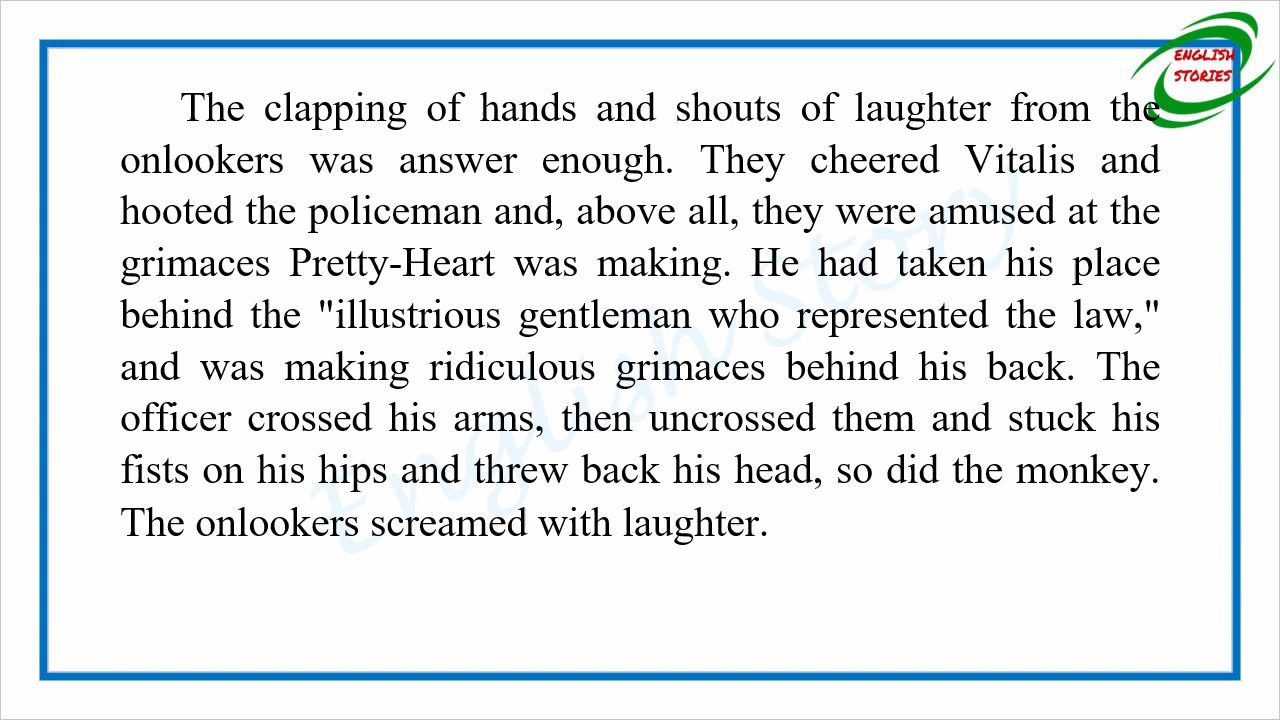 ENGLISH
STORIES
The clapping of hands and shouts of laughter from the
onlookers was answer enough. They cheered Vitalis and
hooted the policeman and, above all, they were amused at the
grimaces Pretty-Heart was making. He had taken his place
behind the "illustrious gentleman who represented the law,"
and was making ridiculous grimaces behind his back. The
officer crossed his arms, then uncrossed them and stuck his
fists on his hips and threw back his head, so did the monkey.
The onlookers screamed with laughter.
English Story